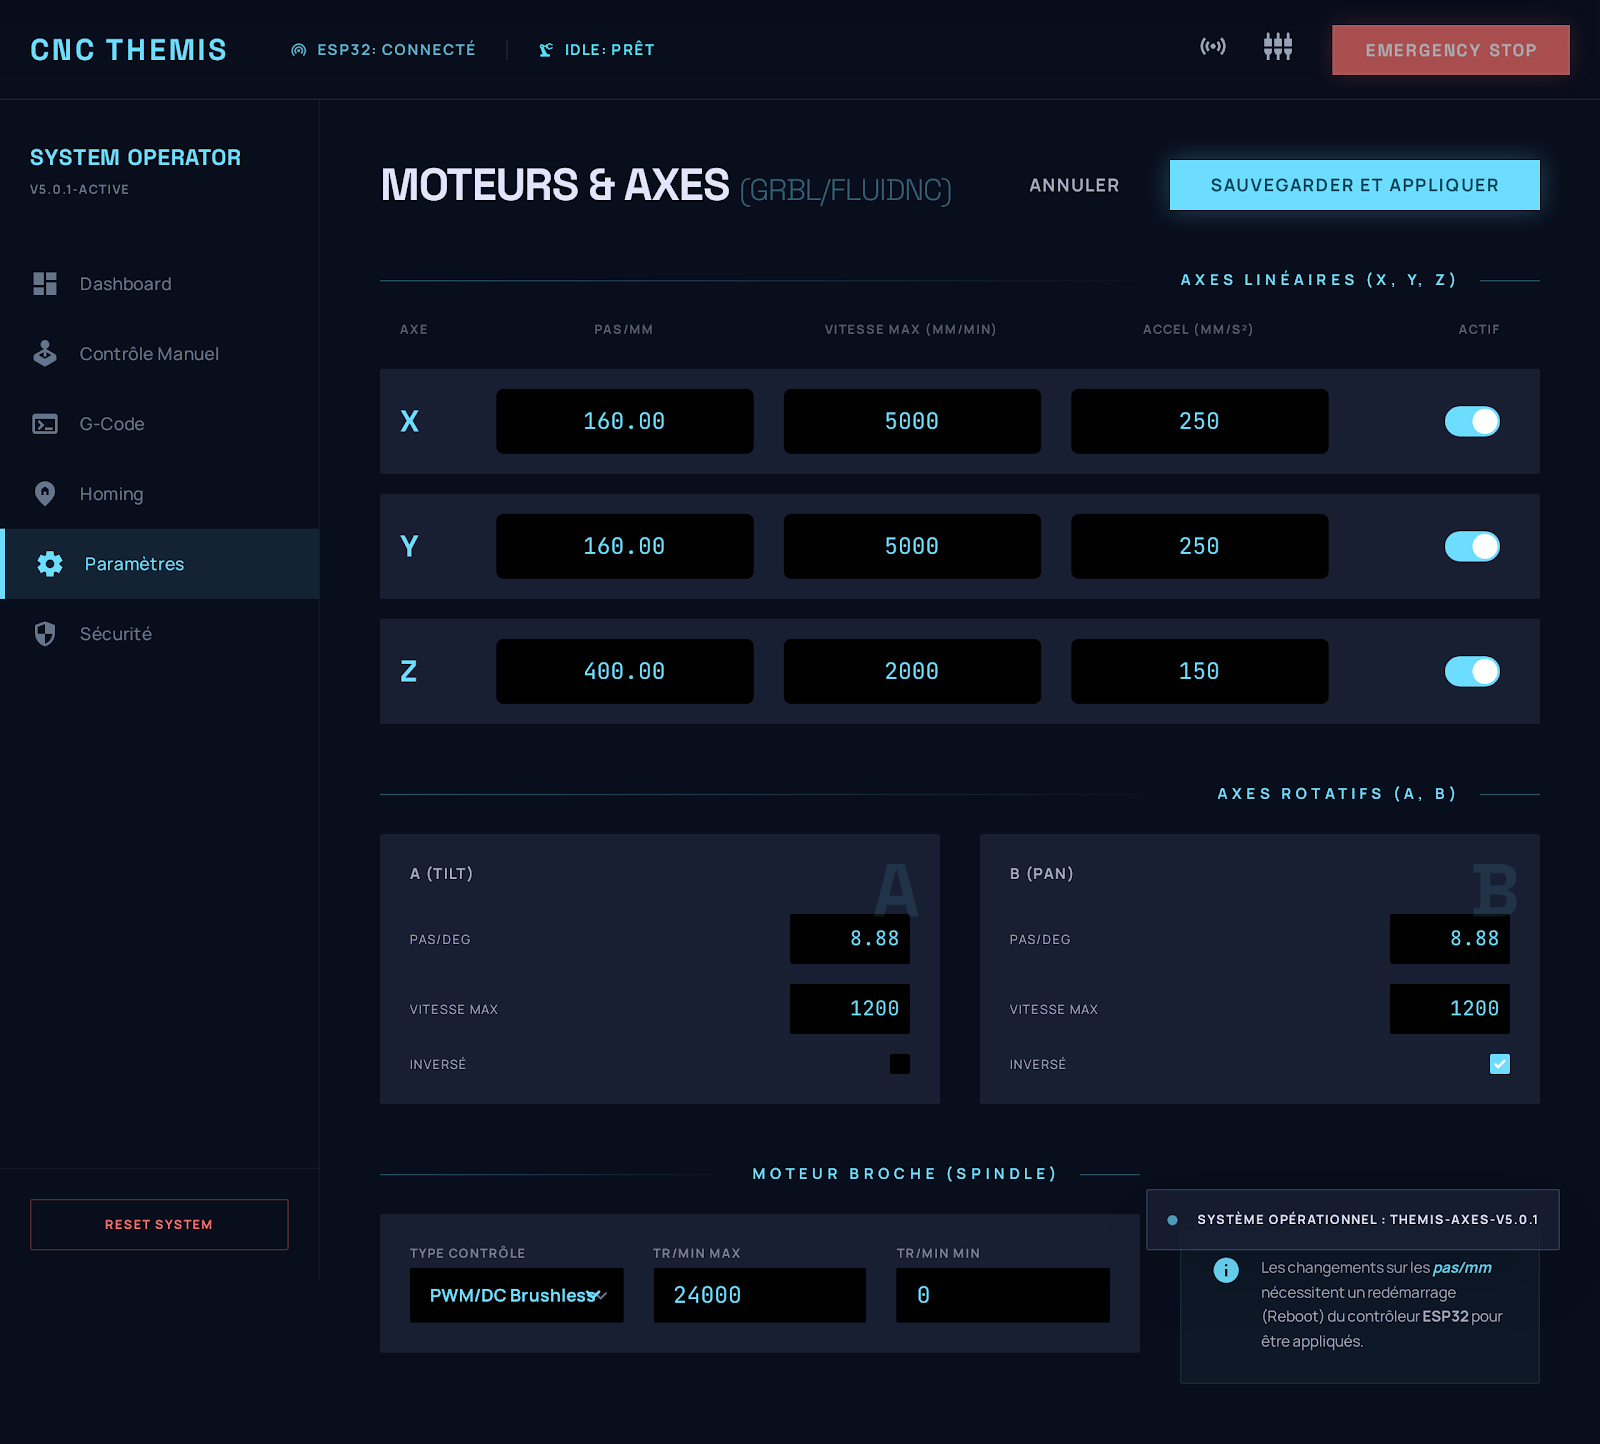 CNC THEMIS
ESP32: CONNECTÉ
IDLE: PRÊT
EMERGENCY STOP
SYSTEM OPERATOR
V5.0.1-ACTIVE
Dashboard
Contrôle Manuel
G-Code
Homing
Paramètres
Sécurité
RESET SYSTEM
MOTEURS & AXES (GRBL/FLUIDNC)
ANNULER
SAUVEGARDER ET APPLIQUER
AXES LINÉAIRES (X, Y, Z)
AXE PAS/MM VITESSE MAX (MM/MIN) ACCEL (MM/S²) ACTIF
X 160.00 5000 250
Y 160.00 5000 250
Z 400.00 2000 150
AXES ROTATIFS (A, B)
A (TILT)
A
PAS/DEG 8.88
VITESSE MAX 1200
INVERSÉ
B (PAN)
B
PAS/DEG 8.88
VITESSE MAX 1200
INVERSÉ
MOTEUR BROCHE (SPINDLE)
TYPE CONTRÔLE TR/MIN MAX TR/MIN MIN
PWM/DC Brushless 24000 0
SYSTÈME OPÉRATIONNEL : THEMIS-AXES-V5.0.1
Les changements sur les pas/mm
nécessitent un redémarrage
(Reboot) du contrôleur ESP32 pour
être appliqués.